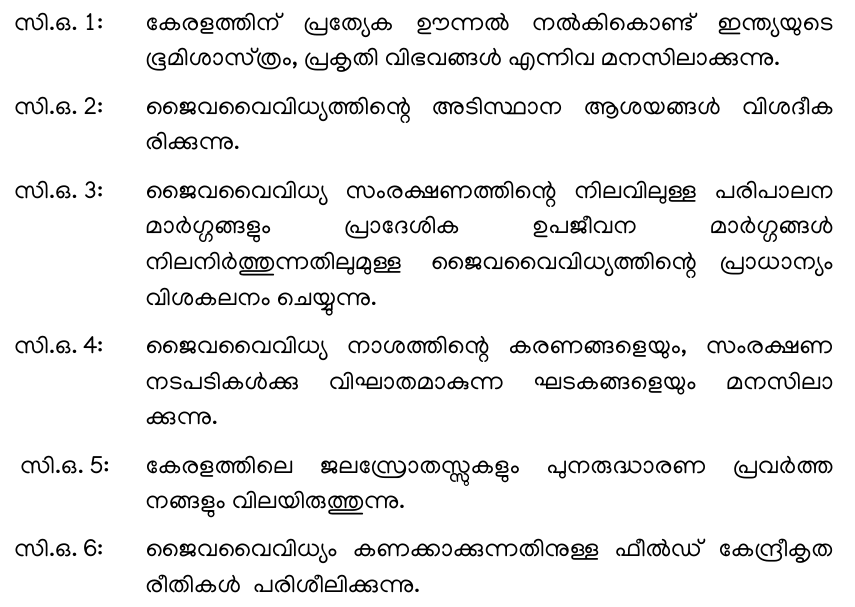 സി.ഒ. 1: കേരളത്തിന് പ്രത്യേക ഊന്നൽ നൽകികൊണ്ട് ഇന്ത്യയുടെ
ഭൂമിശാസ്ത്രം, പ്രകൃതി വിഭവങ്ങൾ എന്നിവ മനസിലാക്കുന്നു.
സി.ഒ. 2: ജൈവവൈവിധ്യത്തിന്റെ അടിസ്ഥാന ആശയങ്ങൾ വിശദീക
രിക്കുന്നു.
സി.ഒ. 3: ജൈവവൈവിധ്യ സംരക്ഷണത്തിന്റെ നിലവിലുള്ള പരിപാലന
മാർഗ്ഗങ്ങളും പ്രാദേശിക ഉപജീവന മാർഗ്ഗങ്ങൾ
നിലനിർത്തുന്നതിലുമുള്ള ജൈവവൈവിധ്യത്തിന്റെ പ്രാധാന്യം
വിശകലനം ചെയ്യുന്നു.
സി.ഒ. 4: ജൈവവൈവിധ്യ നാശത്തിന്റെ കരണങ്ങളെയും, സംരക്ഷണ
നടപടികൾക്കു വിഘാതമാകുന്ന ഘടകങ്ങളെയും മനസിലാ
ക്കുന്നു.
സി.ഒ. 5: കേരളത്തിലെ ജലസ്രോതസ്സുകളും പുനരുദ്ധാരണ പ്രവർത്ത
നങ്ങളും വിലയിരുത്തുന്നു.
സി.ഒ. 6: ജൈവവൈവിധ്യം കണക്കാക്കുന്നതിനുള്ള ഫീൽഡ് കേന്ദ്രീകൃത
രീതികൾ പരിശീലിക്കുന്നു.